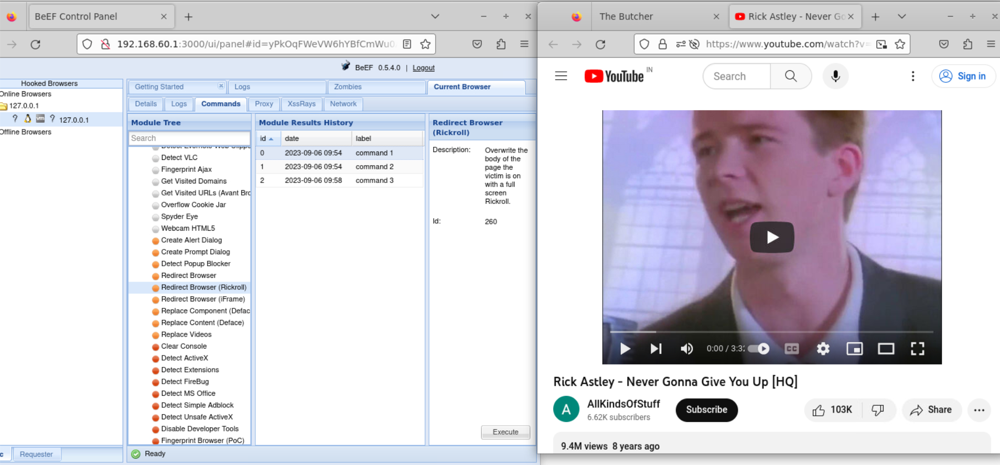 BeEF Control Panel
192.168.60.1:3000/ui/panel#id=yPkOqFWeVW6hYBfCmWu0
BeEF 0.5.4.0 | Logout
Hooked Browsers
Online Browsers
127.0.0.1
? vm ? 127.0.0.1
Offline Browsers
Requester
Getting Started
Logs
Zombies
Current Browser
Details
Logs
Commands
Proxy
XssRays
Network
Module Tree
Search
Detect VLC
Fingerprint Ajax
Get Visited Domains
Get Visited URLs (Avant Bro
Overflow Cookie Jar
Spyder Eye
Webcam HTML5
Create Alert Dialog
Create Prompt Dialog
Detect Popup Blocker
Redirect Browser
Redirect Browser (Rickroll)
Redirect Browser (iFrame)
Replace Component (Defac
Replace Content (Deface)
Replace Videos
Clear Console
Detect ActiveX
Detect Extensions
Detect FireBug
Detect MS Office
Detect Simple Adblock
Detect Unsafe ActiveX
Disable Developer Tools
Fingerprint Browser (PoC)
Module Results History
id date label
0 2023-09-06 09:54 command 1
1 2023-09-06 09:54 command 2
2 2023-09-06 09:58 command 3
Redirect Browser
(Rickroll)
Description: Overwrite the
body of the
page the
victim is on
with a full
screen
Rickroll.
Id: 260
Execute
Ready
The Butcher
Rick Astley - Never Go
https://www.youtube.com/watch?v=
YouTube IN
Search
Sign in
0:00 / 3:32
CC
Rick Astley - Never Gonna Give You Up [HQ]
A
AllKindsOfStuff
6.62K subscribers
Subscribe
103K
Share
9.4M views 8 years ago